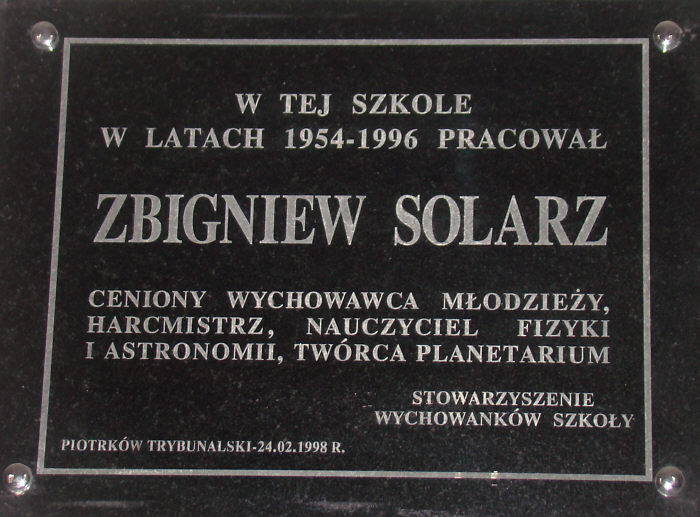 W TEJ SZKOLE
W LATACH 1954-1996 PRACOWAŁ
ZBIGNIEW SOLARZ
CENIONY WYCHOWAWCA MŁODZIEŻY,
HARCMISTRZ, NAUCZYCIEL FIZYKI
I ASTRONOMII, TWÓRCA PLANETARIUM
STOWARZYSZENIE
WYCHOWANKÓW SZKOŁY
PIOTRKÓW TRYBUNALSKI-24.02.1998 R.